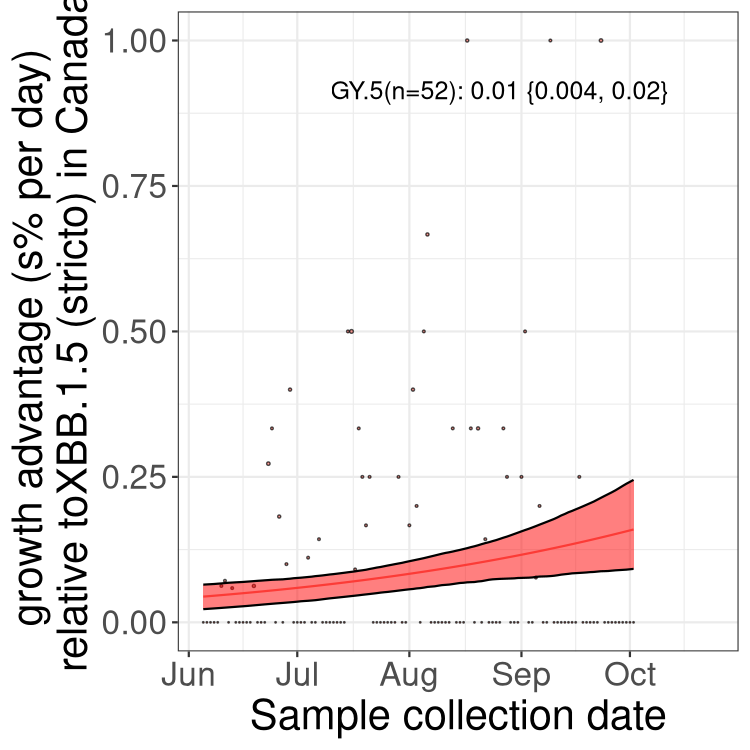 growth advantage (s% per day)
relative toXBB.1.5 (stricto) in Canada
1.00
0.75
0.50
0.25
0.00
GY.5(n=52): 0.01 {0.004, 0.02}
Jun Jul Aug Sep Oct
Sample collection date